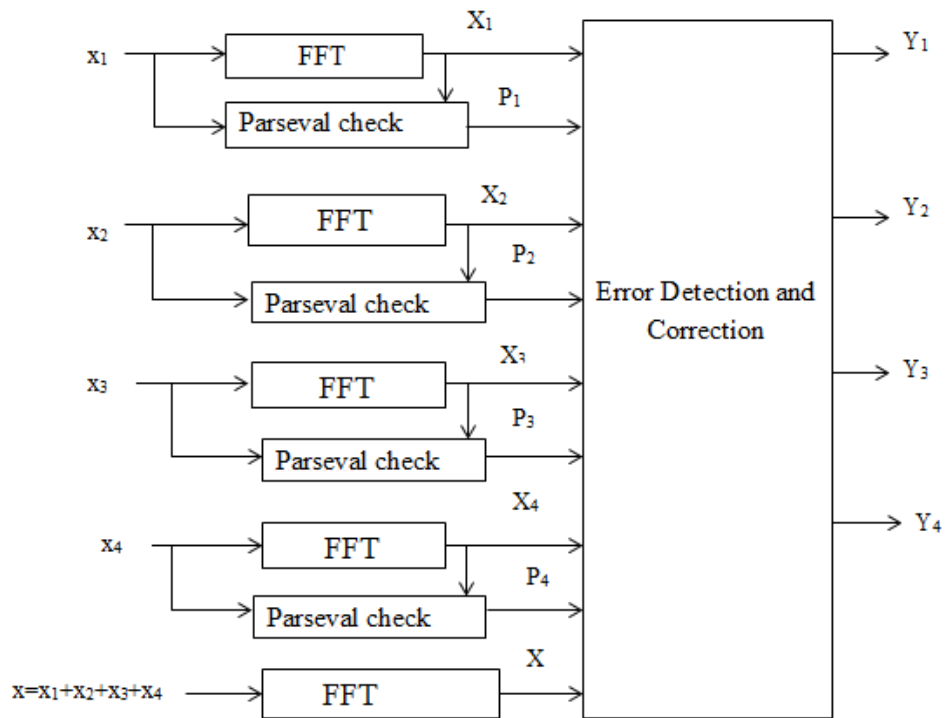 X₁
x₁
FFT
Y₁
P₁
Parseval check
X₂
x₂
FFT
Y₂
P₂
Parseval check
Error Detection and
Correction
X₃
x₃
FFT
Y₃
P₃
Parseval check
X₄
x₄
FFT
Y₄
P₄
Parseval check
X
x=x₁+x₂+x₃+x₄
FFT